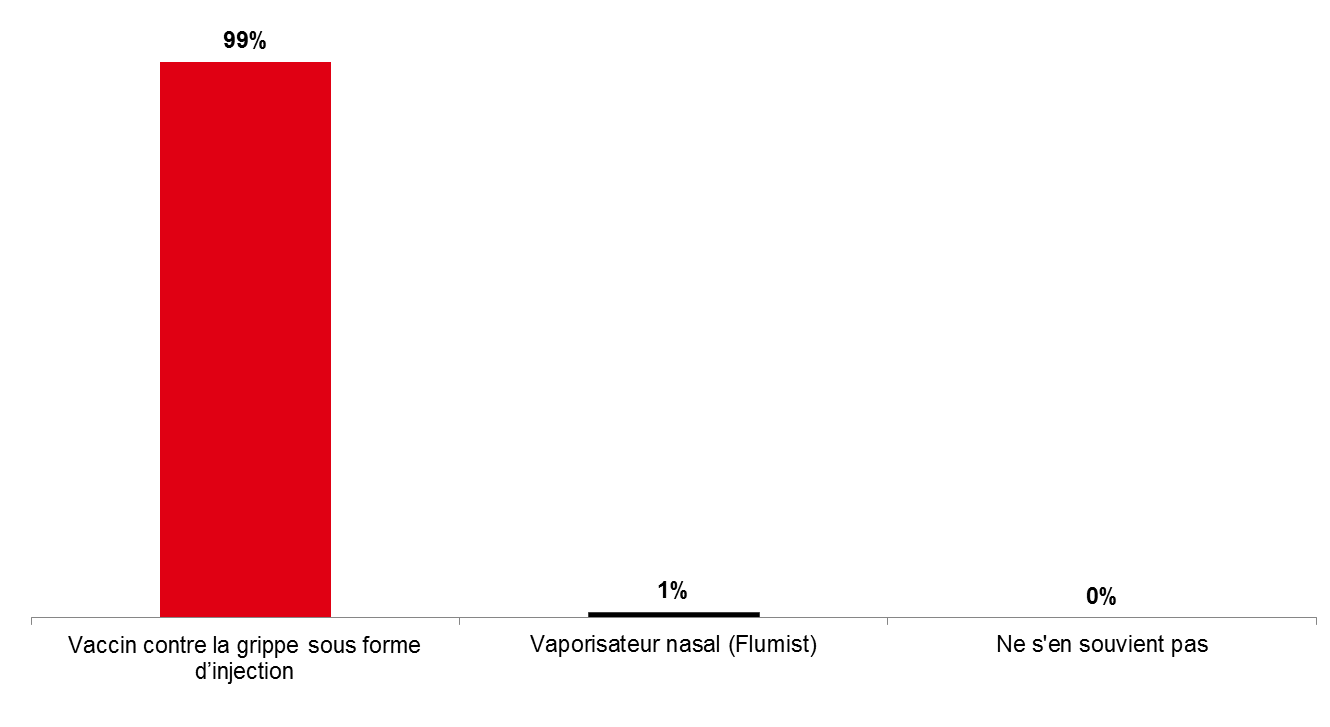 99%
1%
0%
Vaccin contre la grippe sous forme
d’injection
Vaporisateur nasal (Flumist)
Ne s'en souvient pas